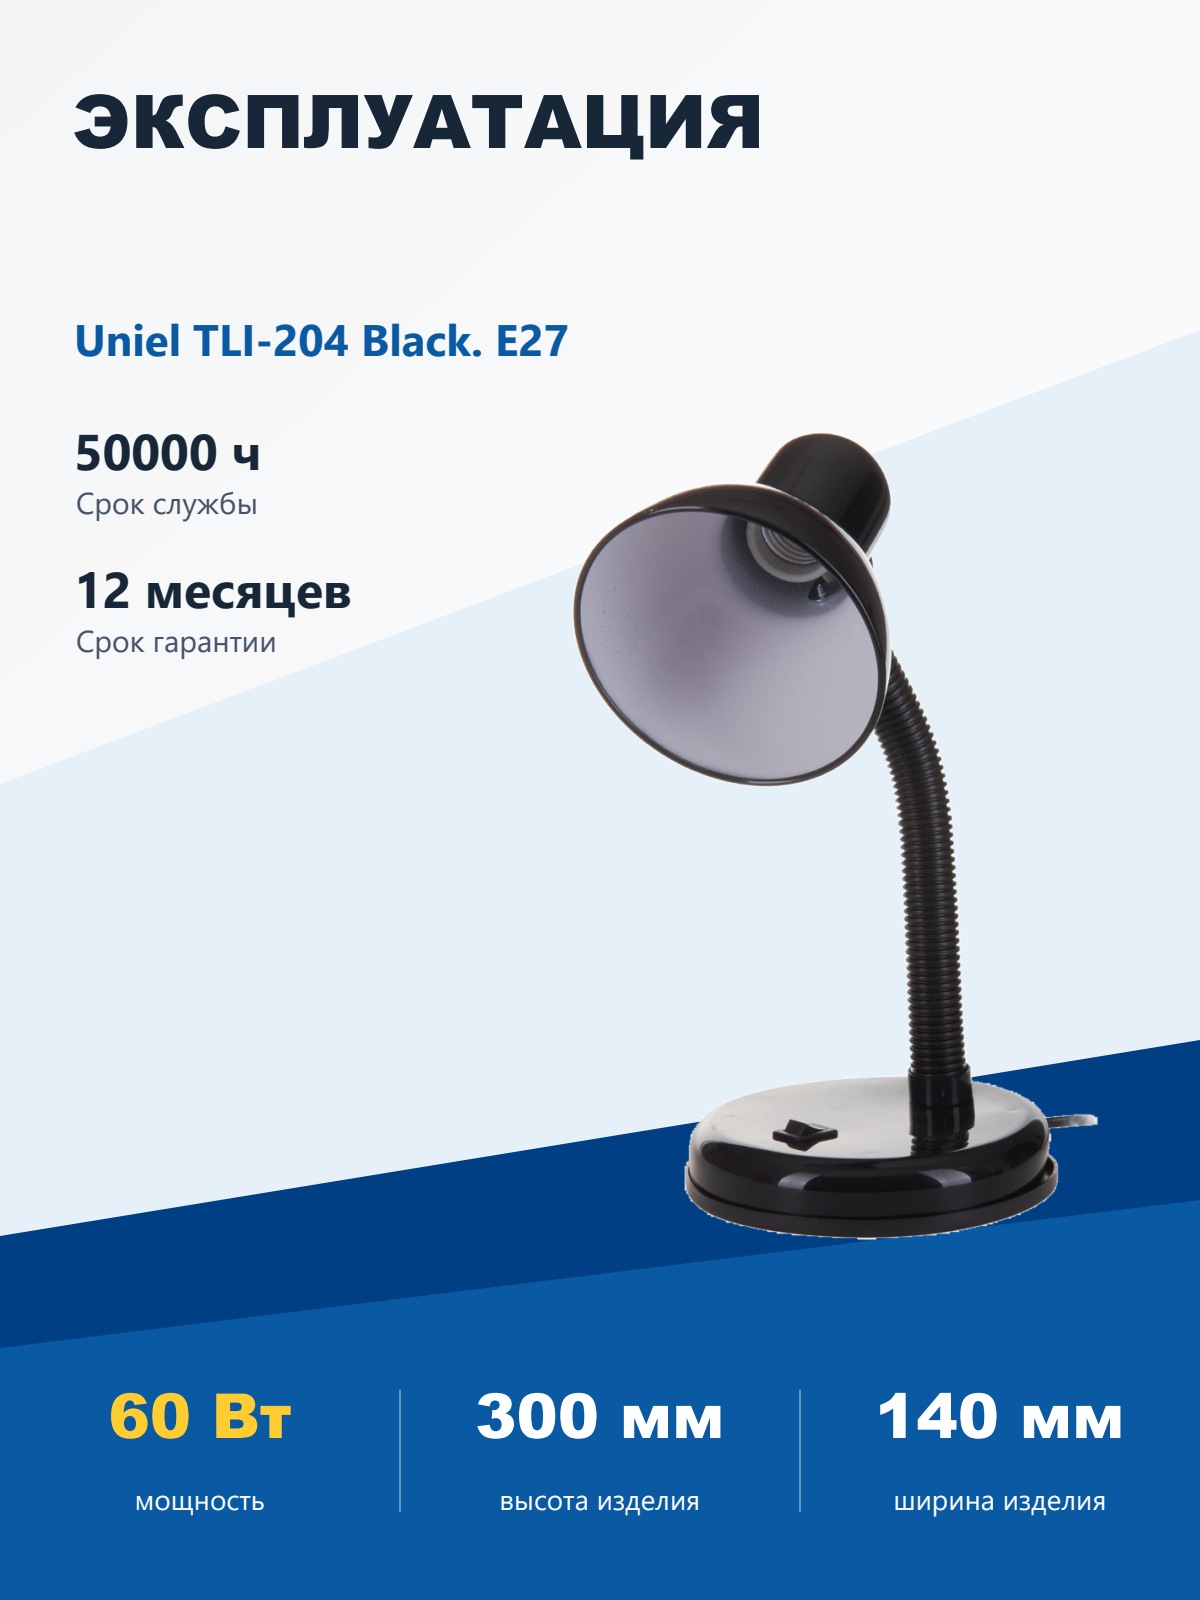 ЭКСПЛУАТАЦИЯ
Uniel TLI-204 Black. E27
50000 ч
Срок службы
12 месяцев
Срок гарантии
60 Вт
мощность
300 мм
высота изделия
140 мм
ширина изделия